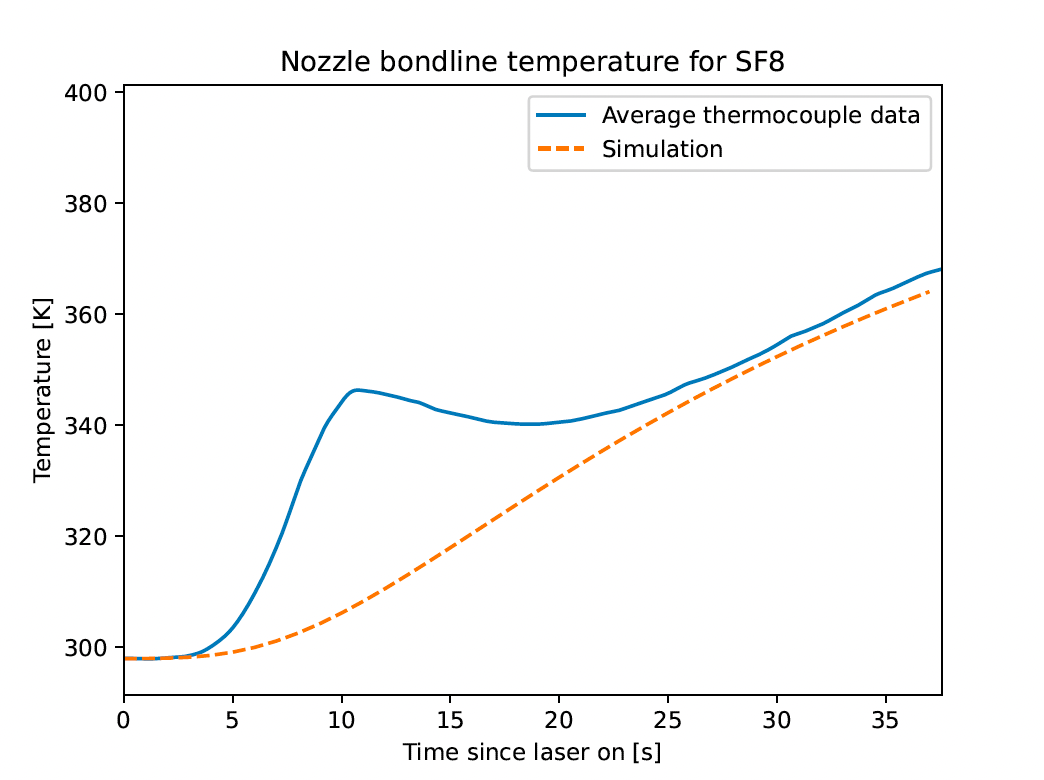 Nozzle bondline temperature for SF8
Average thermocouple data
Simulation
Temperature [K]
400
380
360
340
320
300
0 5 10 15 20 25 30 35
Time since laser on [s]